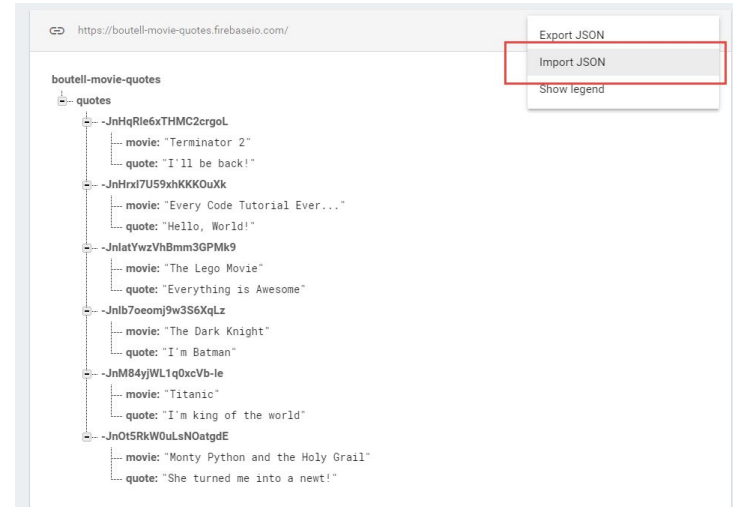 https://boutell-movie-quotes.firebaseio.com/
Export JSON
Import JSON
Show legend
boutell-movie-quotes
quotes
-JnHqRle6xTHMC2crgoL
movie: "Terminator 2"
quote: "I'll be back!"
-JnHrxI7U59xhKKKOuXk
movie: "Every Code Tutorial Ever..."
quote: "Hello, World!"
-JnIatYwzVhBmm3GPMk9
movie: "The Lego Movie"
quote: "Everything is Awesome"
-JnIb7oeomj9w3S6XqLz
movie: "The Dark Knight"
quote: "I'm Batman"
-JnM84yjWL1q0xcVb-Ie
movie: "Titanic"
quote: "I'm king of the world"
-JnOt5RkW0uLsNOatgdE
movie: "Monty Python and the Holy Grail"
quote: "She turned me into a newt!"